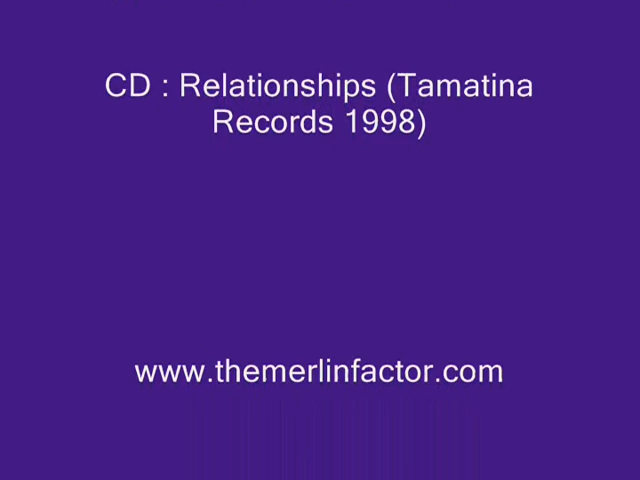 CD : Relationships (Tamatina
Records 1998)
www.themerlinfactor.com